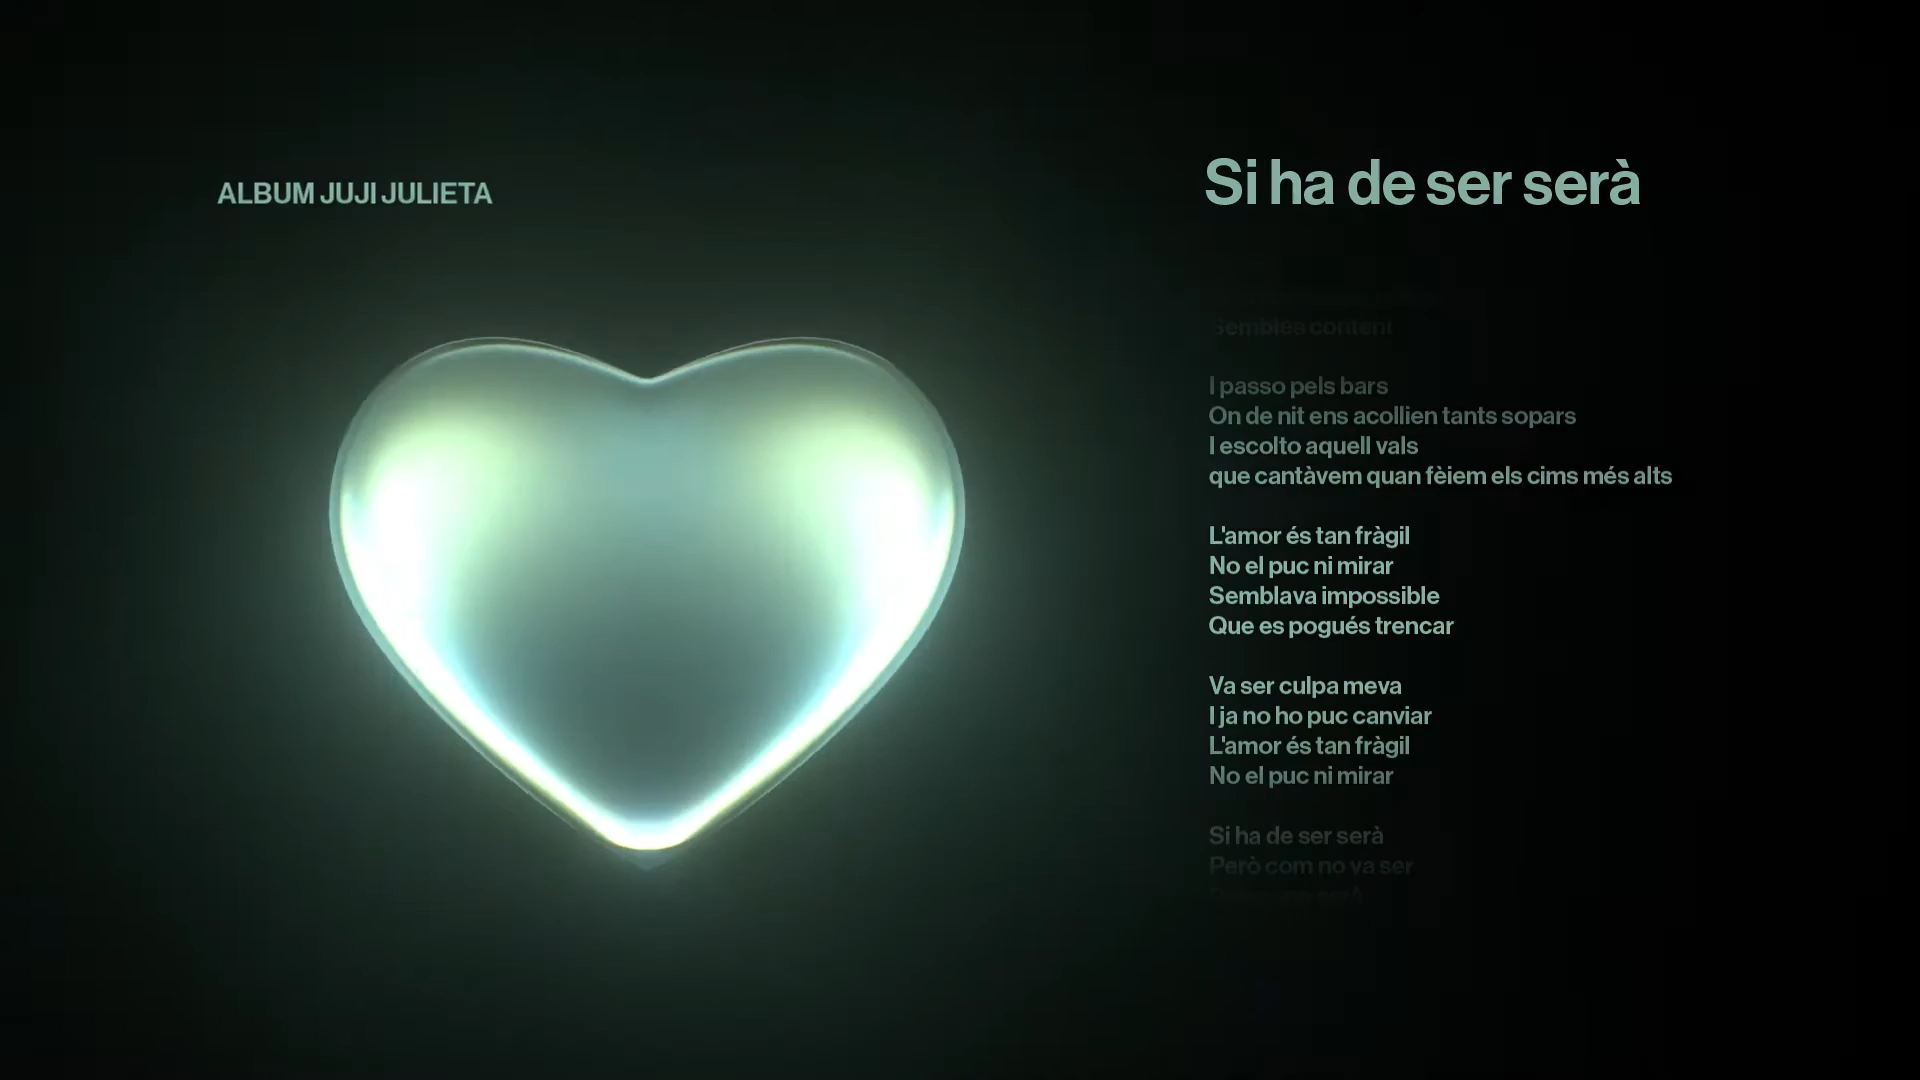 ALBUM JUJI JULIETA
Si ha de ser serà
Semblés content
I passo pels bars
On de nit ens acollien tants sopars
I escolto aquell vals
que cantàvem quan fèiem els cims més alts
L'amor és tan fràgil
No el puc ni mirar
Semblava impossible
Que es pogués trencar
Va ser culpa meva
I ja no ho puc canviar
L'amor és tan fràgil
No el puc ni mirar
Si ha de ser serà
Però com no va ser